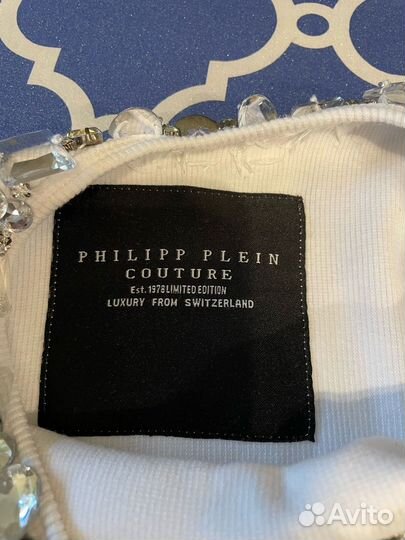 PHILIPP PLEIN
COUTURE
Est. 1978 LIMITED EDITION
LUXURY FROM SWITZERLAND
Avito